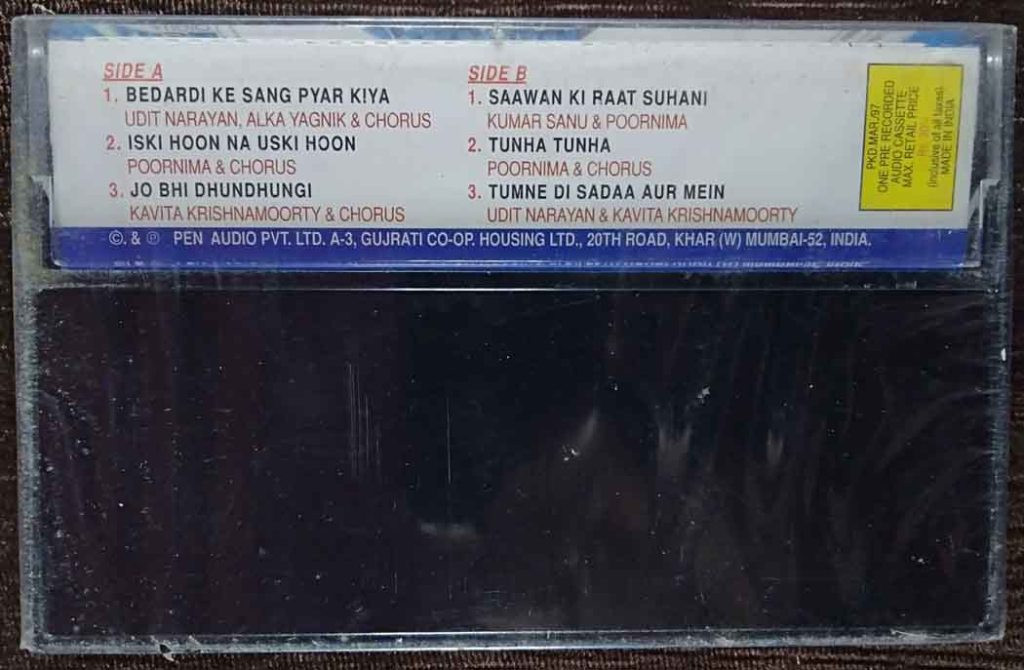 SIDE A
1. BEDARDI KE SANG PYAR KIYA
UDIT NARAYAN, ALKA YAGNIK & CHORUS
2. ISKI HOON NA USKI HOON
POORNIMA & CHORUS
3. JO BHI DHUNDHUNGI
KAVITA KRISHNAMOORTY & CHORUS
SIDE B
1. SAAWAN KI RAAT SUHANI
KUMAR SANU & POORNIMA
2. TUNHA TUNHA
POORNIMA & CHORUS
3. TUMNE DI SADAA AUR MEIN
UDIT NARAYAN & KAVITA KRISHNAMOORTY
PKD.MAR./97
ONE PRE RECORDED
AUDIO CASSETTE
MAX. RETAIL PRICE
(Inclusive of all taxes).
MADE IN INDIA
©. & ℗ PEN AUDIO PVT. LTD. A-3, GUJRATI CO-OP. HOUSING LTD., 20TH ROAD, KHAR (W) MUMBAI-52, INDIA.